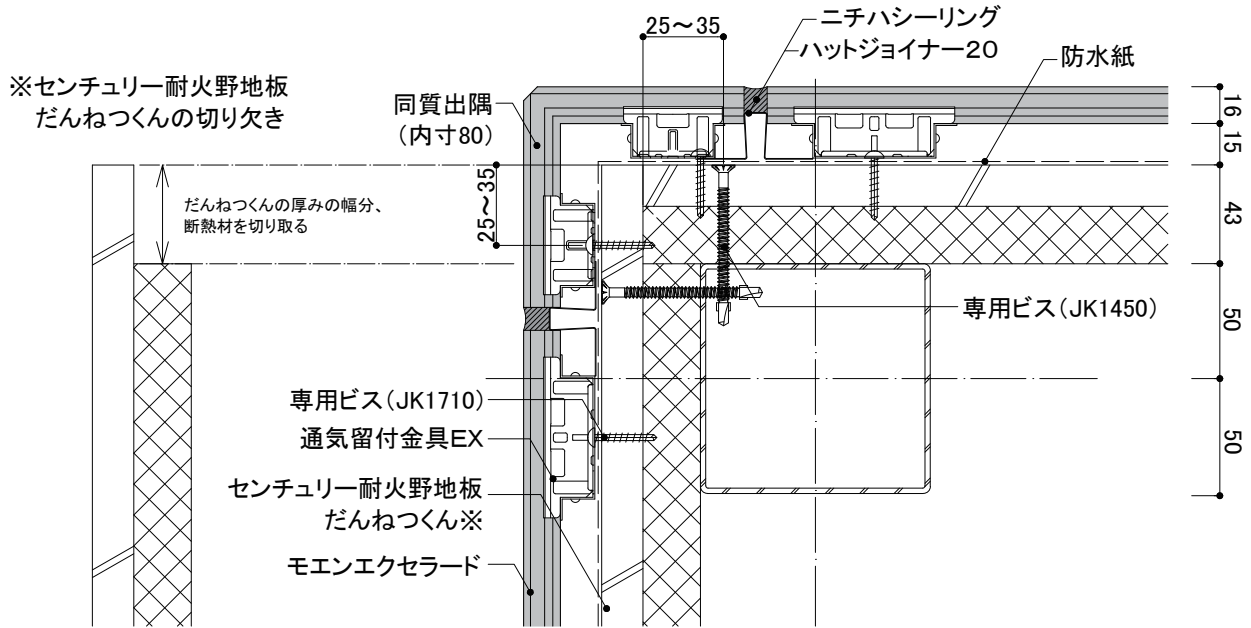 ※センチュリー耐火野地板
だんねつくんの切り欠き
同質出隅
(内寸80)
25～35
ニチハシーリング
ハットジョイナー20
防水紙
16
15
43
50
50
だんねつくんの厚みの幅分、
断熱材を切り取る
25～35
専用ビス(JK1450)
専用ビス(JK1710)
通気留付金具EX
センチュリー耐火野地板
だんねつくん※
モエンエクセラード